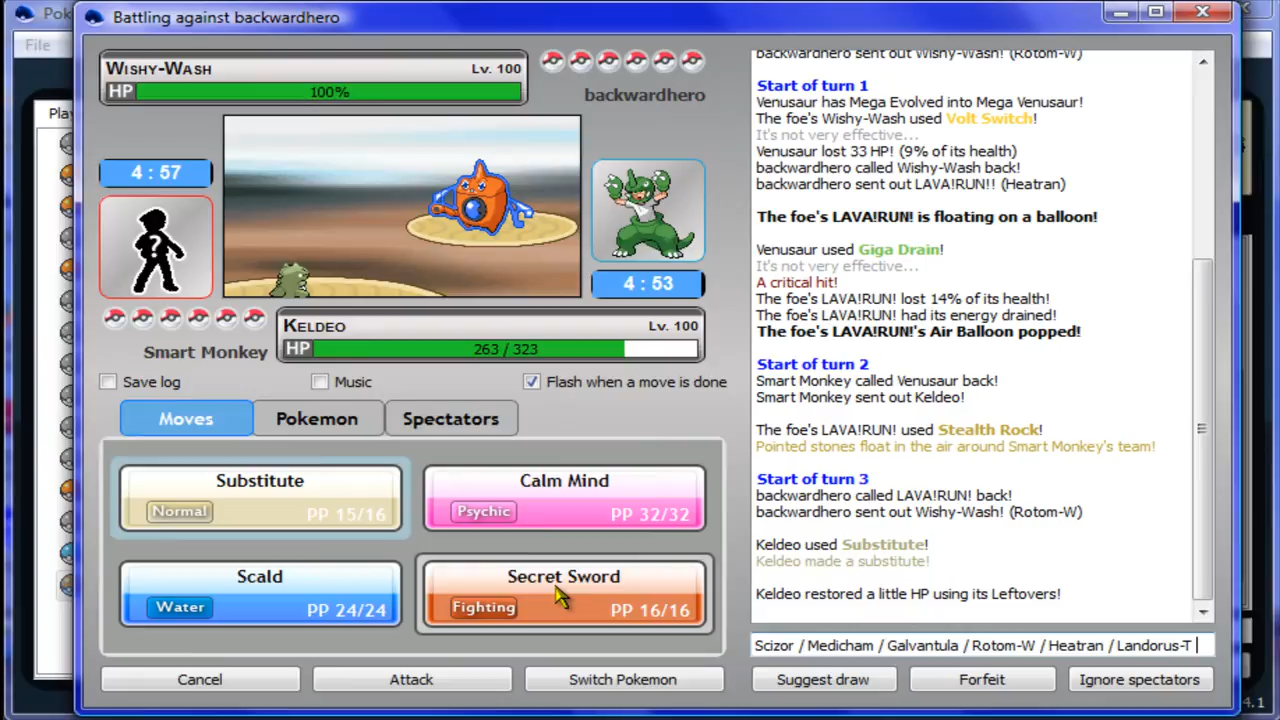 Pok
Battling against backwardhero
File
Play
WISHY-WASH Lv. 100
HP 100%
backwardhero
4 : 57
4 : 53
KELDEO Lv. 100
HP 263 / 323
Smart Monkey
Save log Music Flash when a move is done
Moves Pokemon Spectators
Substitute
Normal PP 15/16
Calm Mind
Psychic PP 32/32
Scald
Water PP 24/24
Secret Sword
Fighting PP 16/16
Cancel Attack Switch Pokemon
backwardhero sent out Wishy-Wash! (Rotom-W)
Start of turn 1
Venusaur has Mega Evolved into Mega Venusaur!
The foe's Wishy-Wash used Volt Switch!
It's not very effective...
Venusaur lost 33 HP! (9% of its health)
backwardhero called Wishy-Wash back!
backwardhero sent out LAVA!RUN!! (Heatran)
The foe's LAVA!RUN! is floating on a balloon!
Venusaur used Giga Drain!
It's not very effective...
A critical hit!
The foe's LAVA!RUN! lost 14% of its health!
The foe's LAVA!RUN! had its energy drained!
The foe's LAVA!RUN!'s Air Balloon popped!
Start of turn 2
Smart Monkey called Venusaur back!
Smart Monkey sent out Keldeo!
The foe's LAVA!RUN! used Stealth Rock!
Pointed stones float in the air around Smart Monkey's team!
Start of turn 3
backwardhero called LAVA!RUN! back!
backwardhero sent out Wishy-Wash! (Rotom-W)
Keldeo used Substitute!
Keldeo made a substitute!
Keldeo restored a little HP using its Leftovers!
Scizor / Medicham / Galvantula / Rotom-W / Heatran / Landorus-T
Suggest draw Forfeit Ignore spectators
4.1